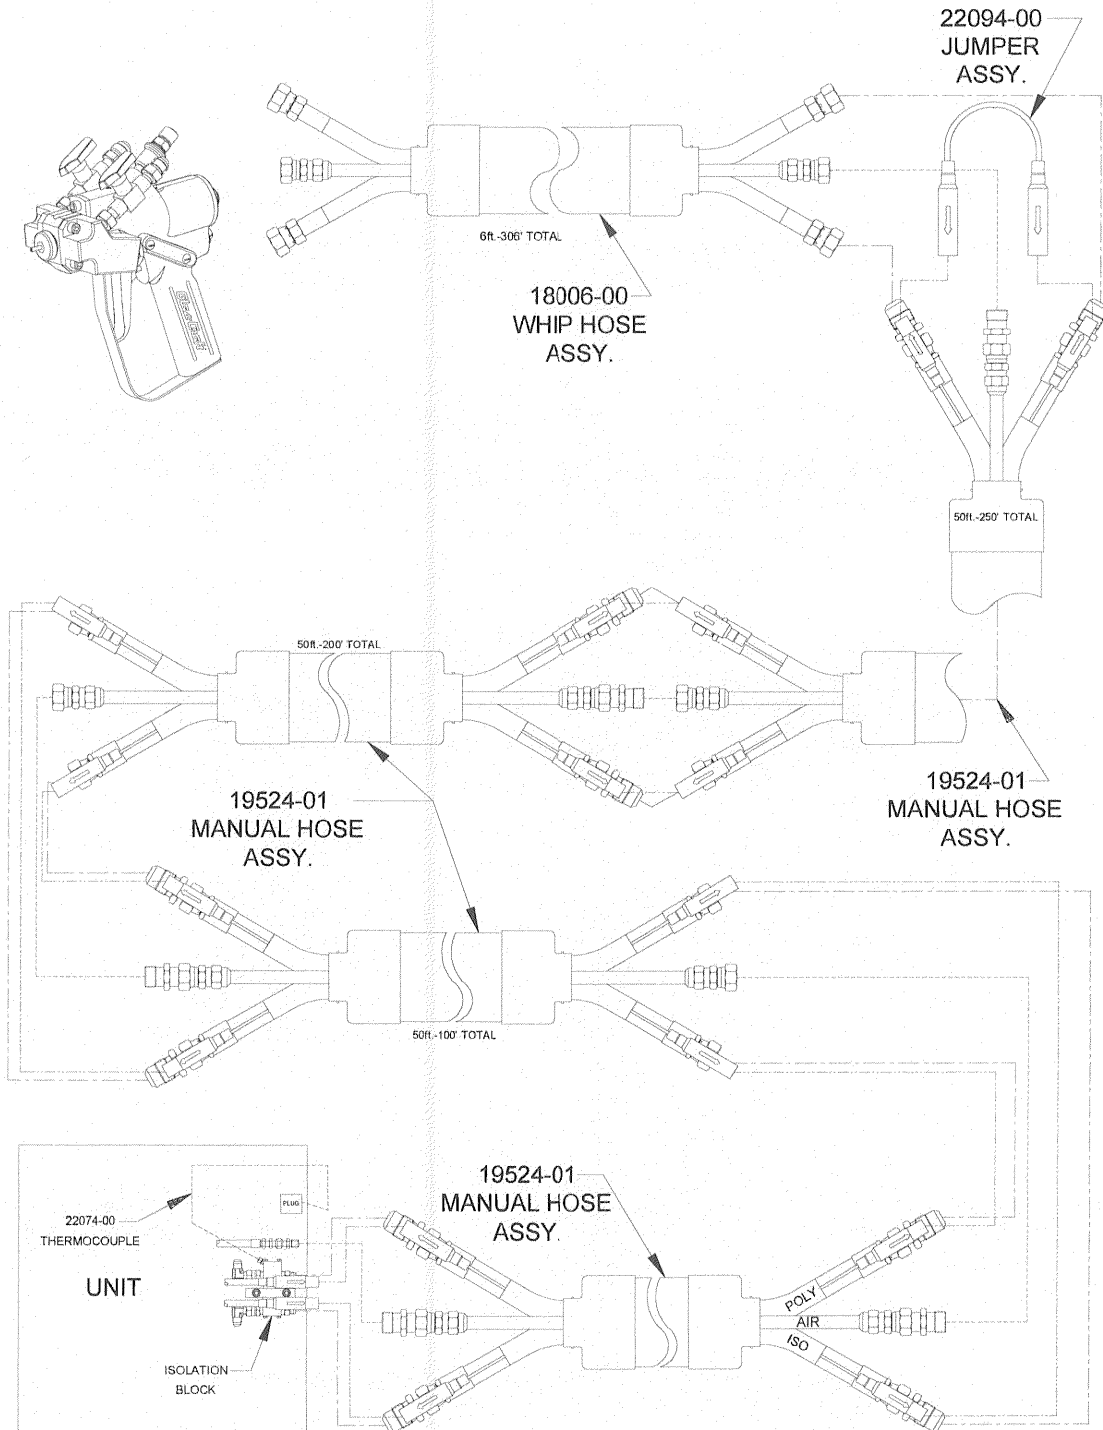 22094-00
JUMPER
ASSY.
6ft.-306' TOTAL
18006-00
WHIP HOSE
ASSY.
50ft.-250' TOTAL
50ft.-200' TOTAL
19524-01
MANUAL HOSE
ASSY.
19524-01
MANUAL HOSE
ASSY.
50ft.-100' TOTAL
19524-01
MANUAL HOSE
ASSY.
22074-00
THERMOCOUPLE
PLUG
UNIT
ISOLATION
BLOCK
POLY
AIR
ISO